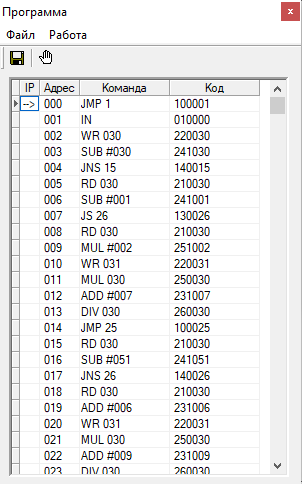 Программа
Файл Работа
IP Адрес Команда Код
--> 000 JMP 1 100001
001 IN 010000
002 WR 030 220030
003 SUB #030 241030
004 JNS 15 140015
005 RD 030 210030
006 SUB #001 241001
007 JS 26 130026
008 RD 030 210030
009 MUL #002 251002
010 WR 031 220031
011 MUL 030 250030
012 ADD #007 231007
013 DIV 030 260030
014 JMP 25 100025
015 RD 030 210030
016 SUB #051 241051
017 JNS 26 140026
018 RD 030 210030
019 ADD #006 231006
020 WR 031 220031
021 MUL 030 250030
022 ADD #009 231009
023 DIV 030 260030